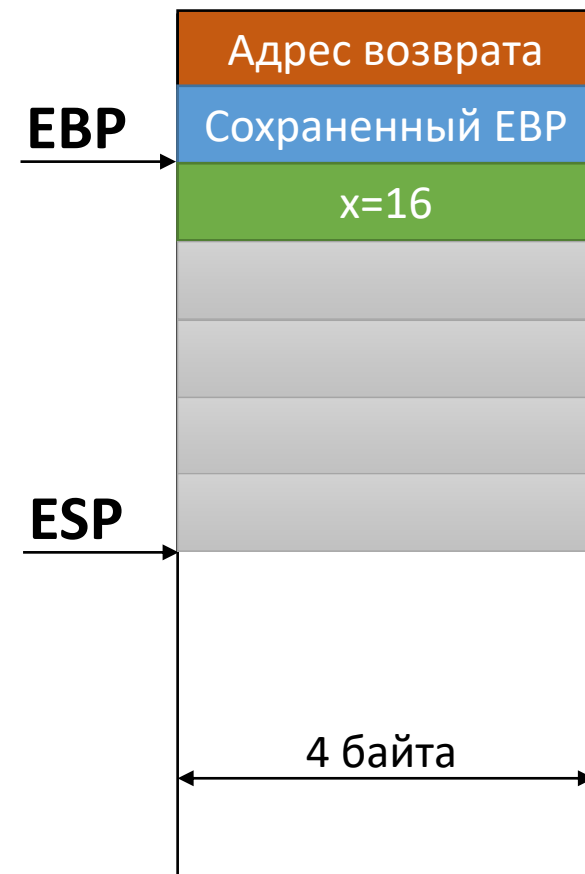 Адрес возврата
EBP
Сохраненный EBP
x=16
ESP
4 байта